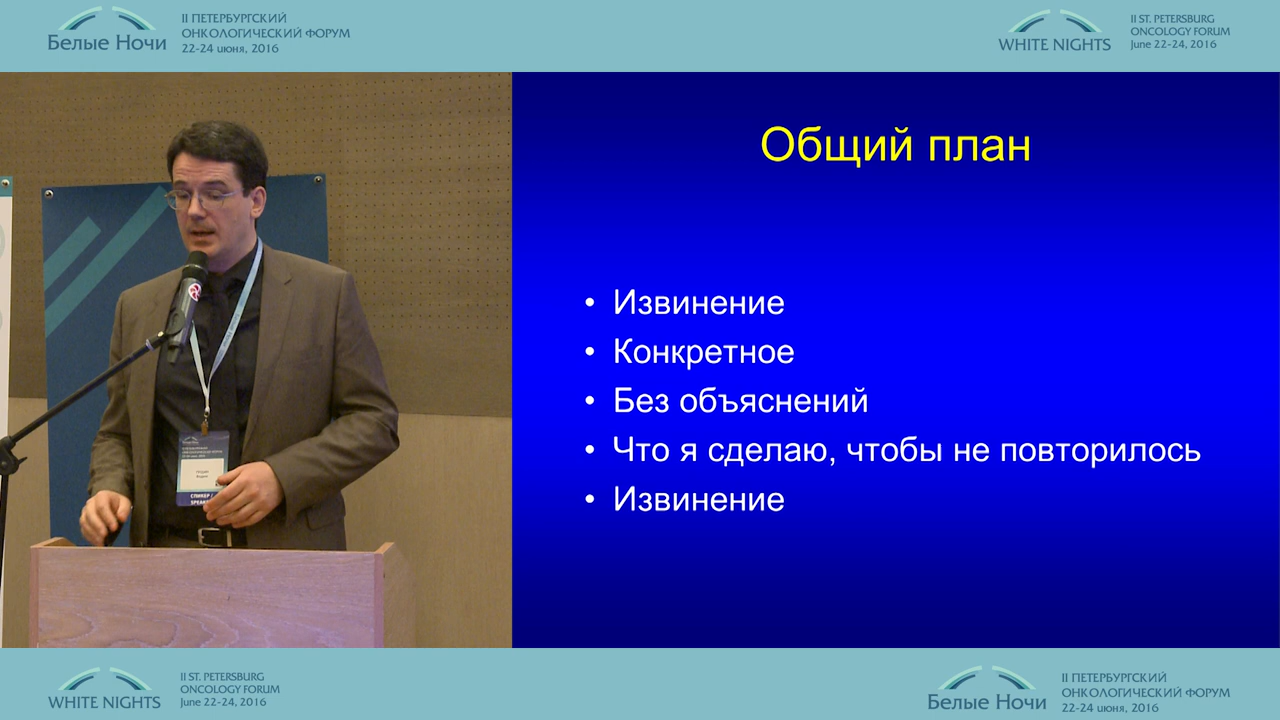 II ПЕТЕРБУРГСКИЙ
ОНКОЛОГИЧЕСКИЙ ФОРУМ
22-24 июня, 2016
Белые Ночи
WHITE NIGHTS
II ST. PETERSBURG
ONCOLOGY FORUM
June 22-24, 2016
Общий план
• Извинение
• Конкретное
• Без объяснений
• Что я сделаю, чтобы не повторилось
• Извинение
СПИКЕР /
SPEAK
WHITE NIGHTS
II ST. PETERSBURG
ONCOLOGY FORUM
June 22-24, 2016
Белые Ночи
II ПЕТЕРБУРГСКИЙ
ОНКОЛОГИЧЕСКИЙ ФОРУМ
22-24 июня, 2016